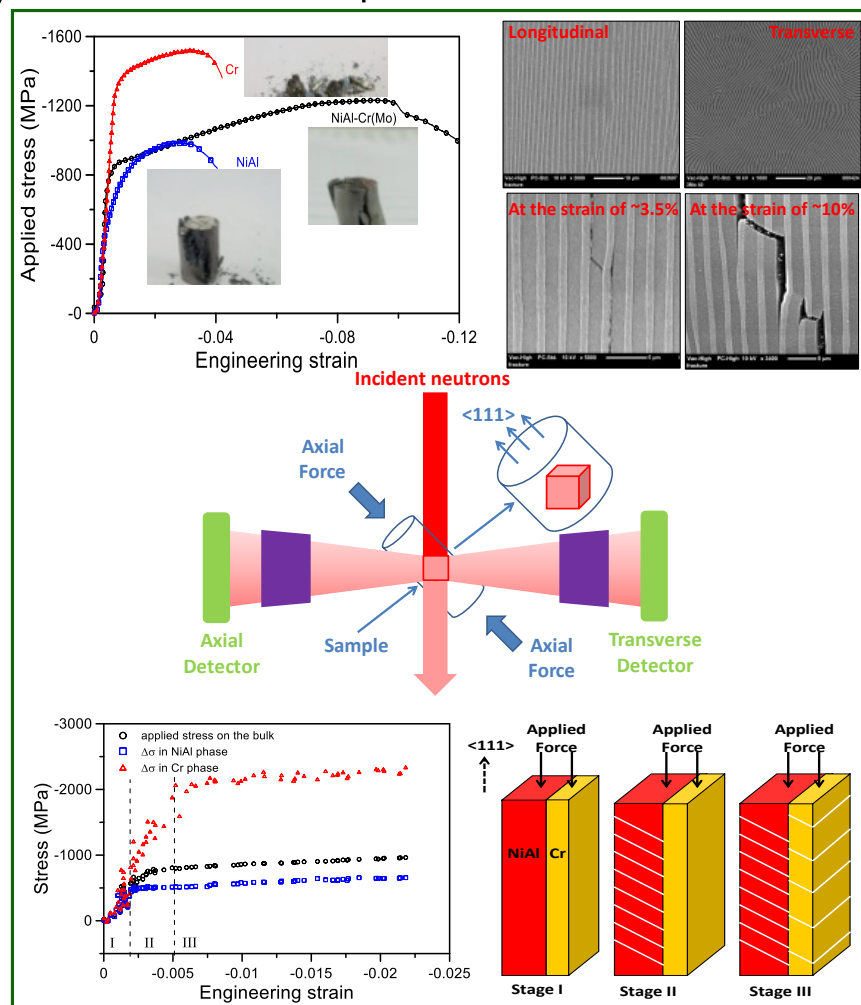 -1600
-1200
-800
-400
-0
Applied stress (MPa)
Cr
NiAl-Cr(Mo)
NiAl
0
-0.04
-0.08
-0.12
Engineering strain
Longitudinal
Transverse
At the strain of ~3.5%
At the strain of ~10%
Incident neutrons
<111>
Axial
Force
Axial
Detector
Sample
Axial
Force
Transverse
Detector
-3000
-2000
-1000
0
Stress (MPa)
applied stress on the bulk
Δσ in NiAl phase
Δσ in Cr phase
I
II
III
0
-0.005
-0.01
-0.015
-0.02
-0.025
Engineering strain
<111>
Applied
Force
Applied
Force
Applied
Force
NiAl
Cr
Stage I
Stage II
Stage III